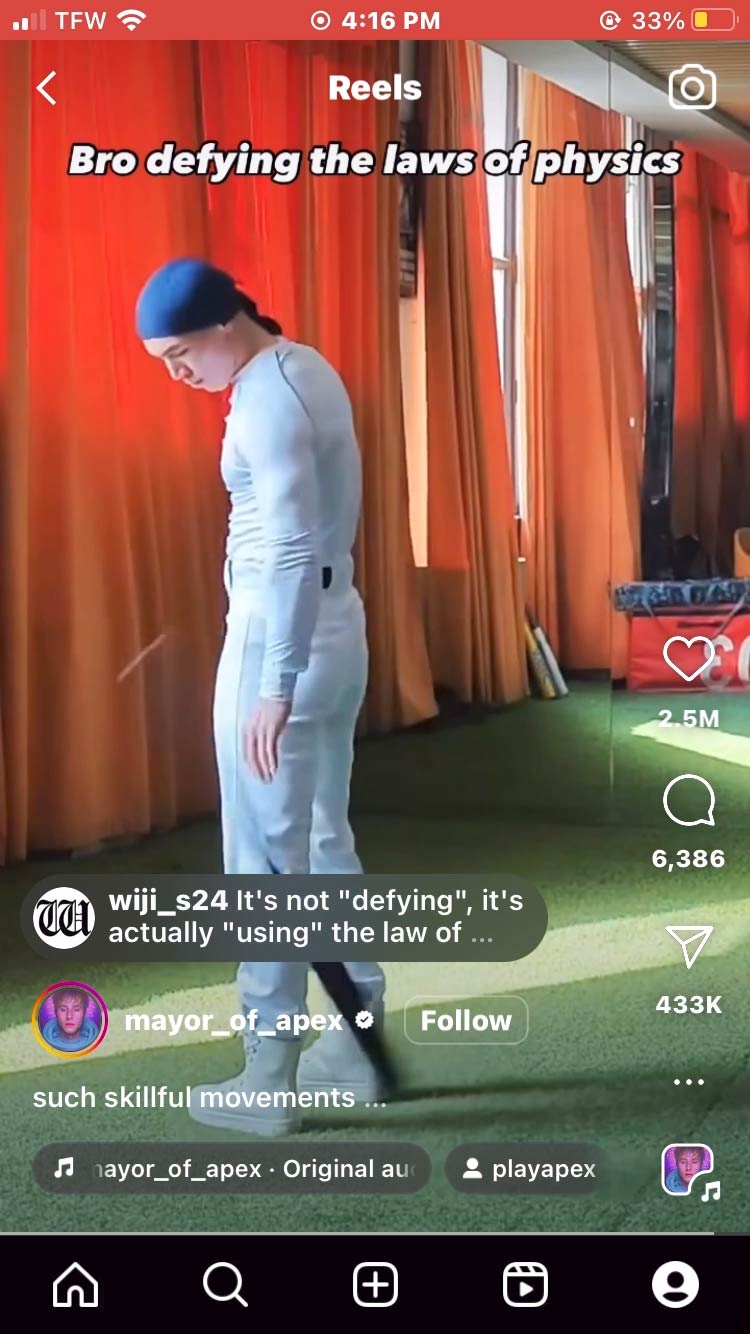 TFW 4:16 PM 33%
Reels
Bro defying the laws of physics
2.5M
6,386
wiji_s24 It's not "defying", it's
actually "using" the law of ...
433K
mayor_of_apex Follow
such skillful movements ...
ayor_of_apex · Original au
playapex